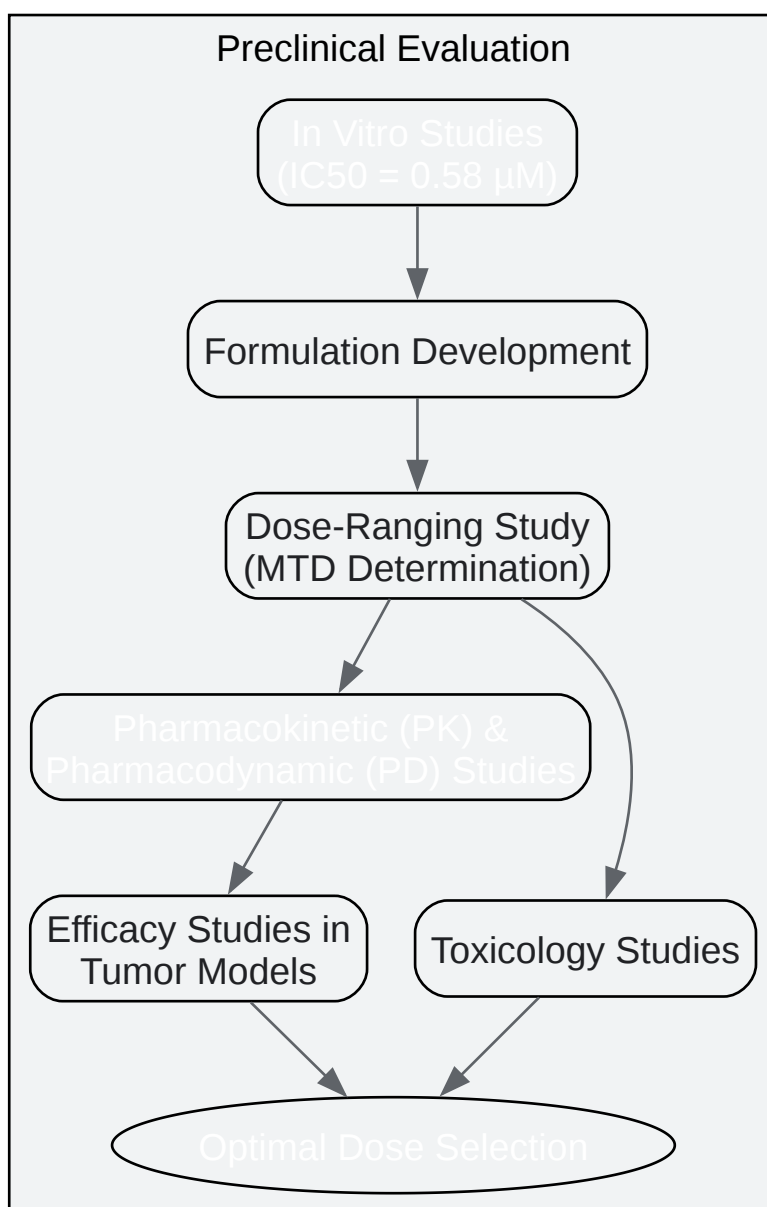 Preclinical Evaluation
In Vitro Studies
(IC50 = 0.58 µM)
Formulation Development
Dose-Ranging Study
(MTD Determination)
Pharmacokinetic (PK) &
Pharmacodynamic (PD) Studies
Efficacy Studies in
Tumor Models
Toxicology Studies
Optimal Dose Selection